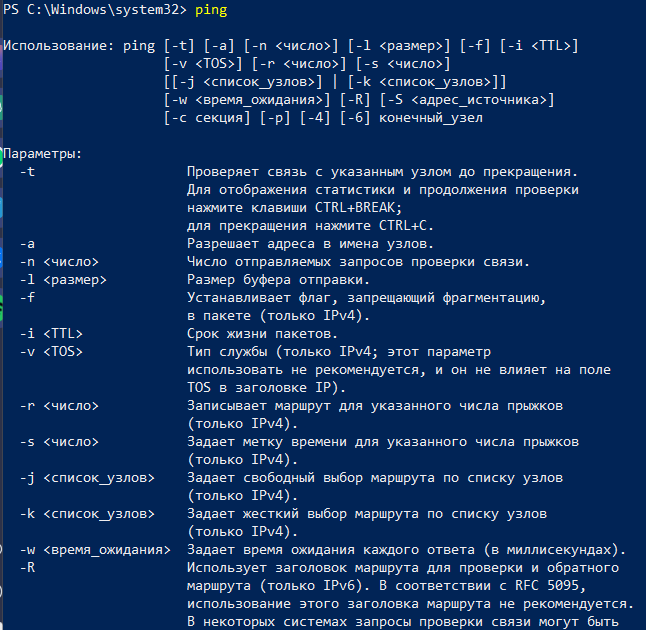 PS C:\Windows\system32> ping
Использование: ping [-t] [-a] [-n <число>] [-l <размер>] [-f] [-i <TTL>]
[-v <TOS>] [-r <число>] [-s <число>]
[[-j <список_узлов>] | [-k <список_узлов>]]
[-w <время_ожидания>] [-R] [-S <адрес_источника>]
[-c секция] [-p] [-4] [-6] конечный_узел
Параметры:
-t Проверяет связь с указанным узлом до прекращения.
Для отображения статистики и продолжения проверки
нажмите клавиши CTRL+BREAK;
для прекращения нажмите CTRL+C.
-a Разрешает адреса в имена узлов.
-n <число> Число отправляемых запросов проверки связи.
-l <размер> Размер буфера отправки.
-f Устанавливает флаг, запрещающий фрагментацию,
в пакете (только IPv4).
-i <TTL> Срок жизни пакетов.
-v <TOS> Тип службы (только IPv4; этот параметр
использовать не рекомендуется, и он не влияет на поле
TOS в заголовке IP).
-r <число> Записывает маршрут для указанного числа прыжков
(только IPv4).
-s <число> Задает метку времени для указанного числа прыжков
(только IPv4).
-j <список_узлов> Задает свободный выбор маршрута по списку узлов
(только IPv4).
-k <список_узлов> Задает жесткий выбор маршрута по списку узлов
(только IPv4).
-w <время_ожидания> Задает время ожидания каждого ответа (в миллисекундах).
-R Использует заголовок маршрута для проверки и обратного
маршрута (только IPv6). В соответствии с RFC 5095,
использование этого заголовка маршрута не рекомендуется.
В некоторых системах запросы проверки связи могут быть